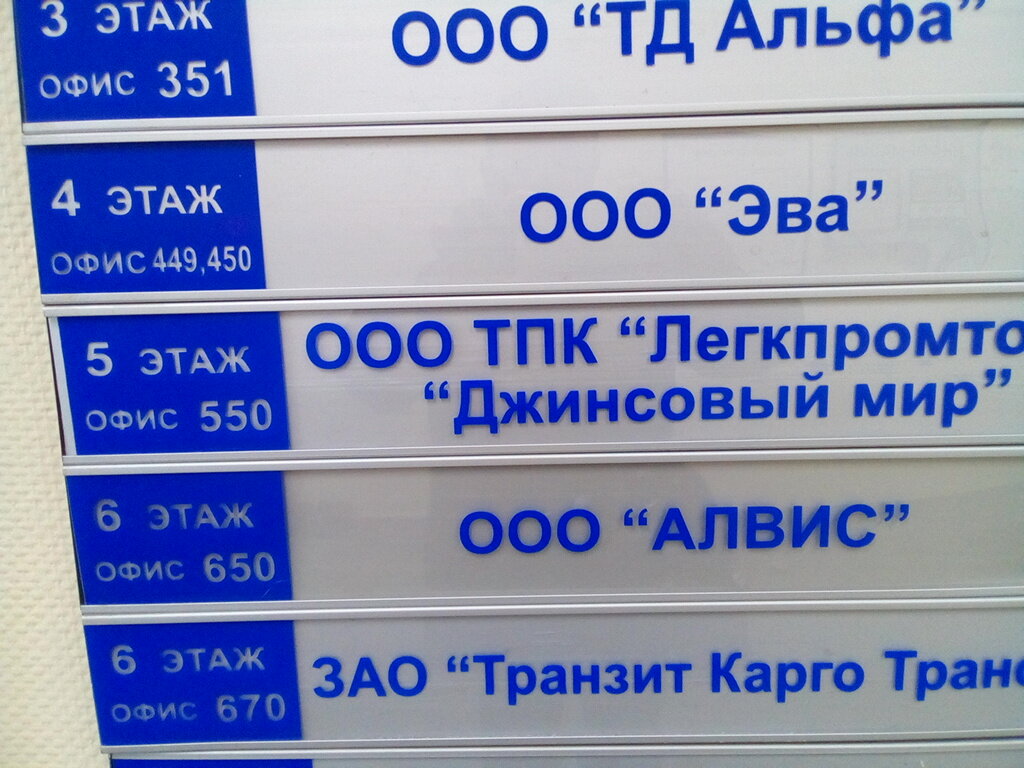 3 ЭТАЖ
ОФИС 351
ООО “ТД Альфа”
4 ЭТАЖ
ОФИС 449,450
ООО “Эва”
5 ЭТАЖ
ОФИС 550
ООО ТПК “Легкпромто
“Джинсовый мир”
6 ЭТАЖ
ОФИС 650
ООО “АЛВИС”
6 ЭТАЖ
ОФИС 670
ЗАО “Транзит Карго Транс